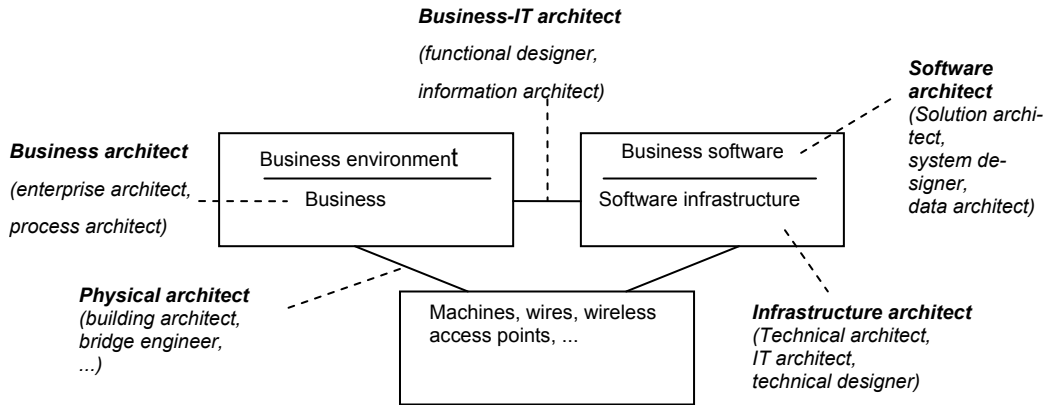 Business-IT architect
(functional designer,
information architect)
Software
architect
(Solution archi-
tect,
system de-
signer,
data architect)
Business architect
(enterprise architect,
process architect)
Business environment
Business
Business software
Software infrastructure
Physical architect
(building architect,
bridge engineer,
...)
Machines, wires, wireless
access points, ...
Infrastructure architect
(Technical architect,
IT architect,
technical designer)